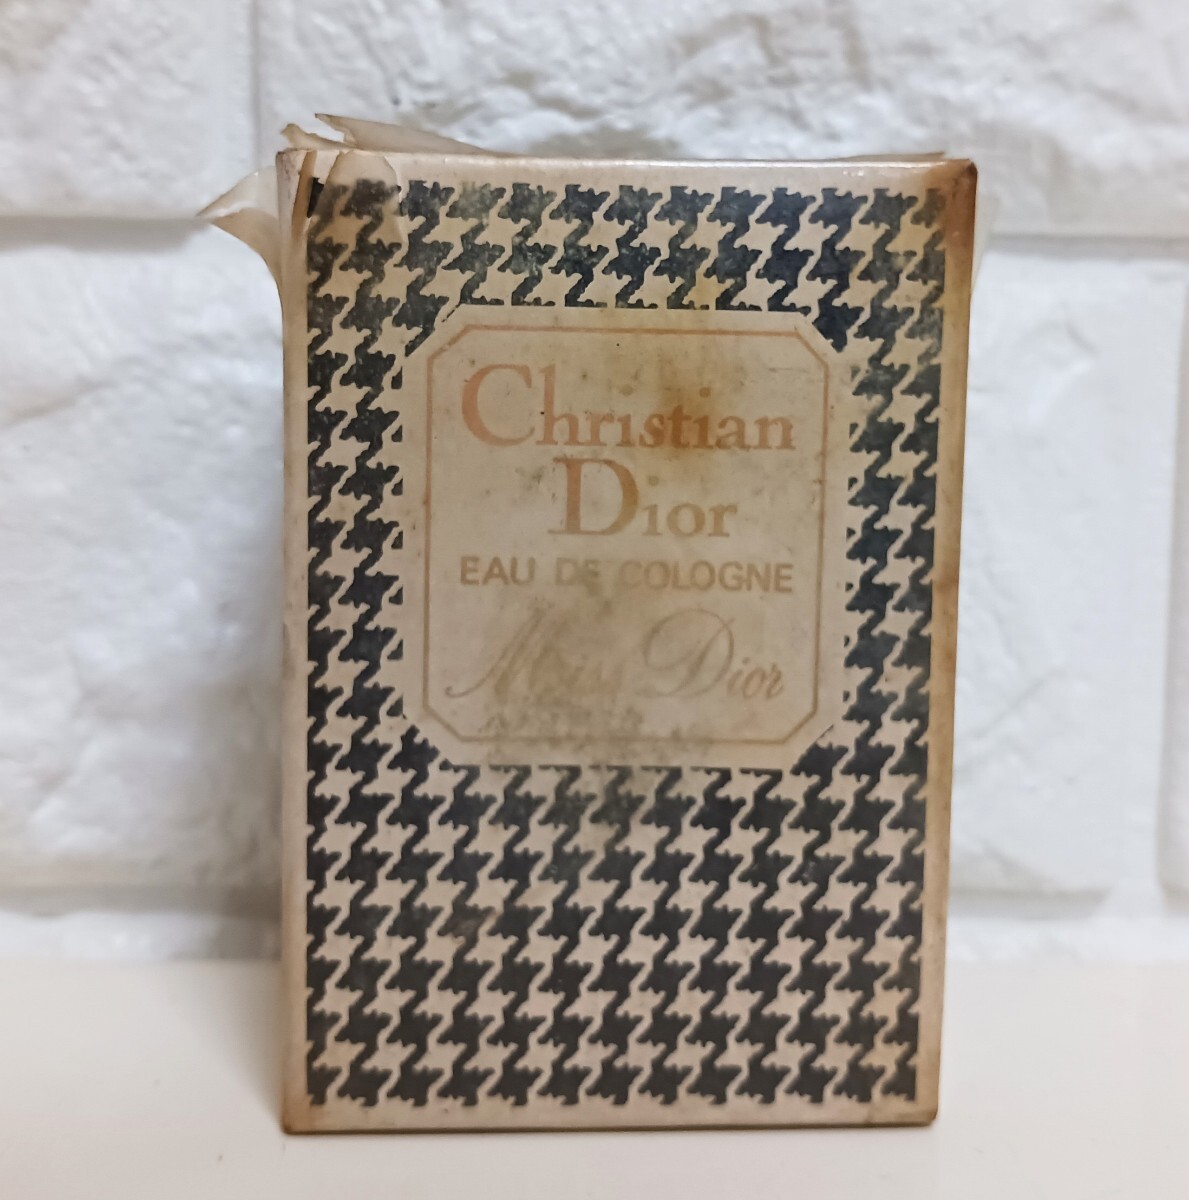 Christian
Dior
EAU DE COLOGNE
Miss Dior